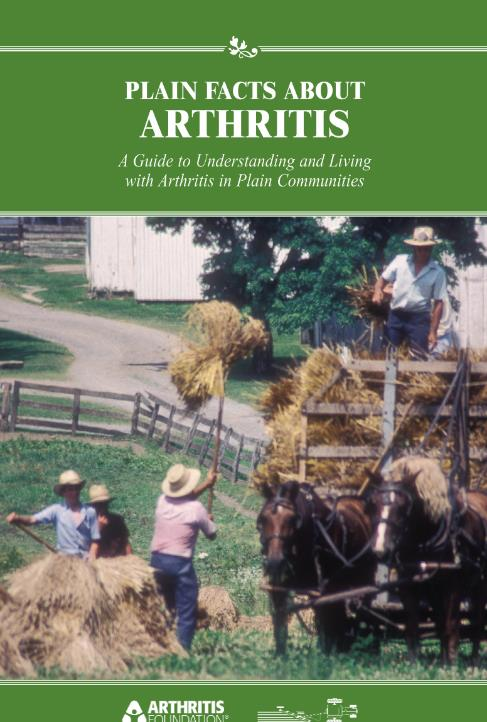 PLAIN FACTS ABOUT
ARTHRITIS
A Guide to Understanding and Living
with Arthritis in Plain Communities
ARTHRITIS
FOUNDATION®